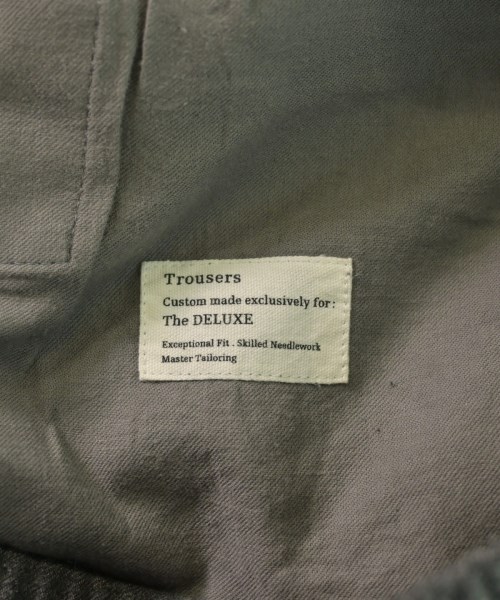 Trousers
Custom made exclusively for:
The DELUXE
Exceptional Fit . Skilled Needlework
Master Tailoring